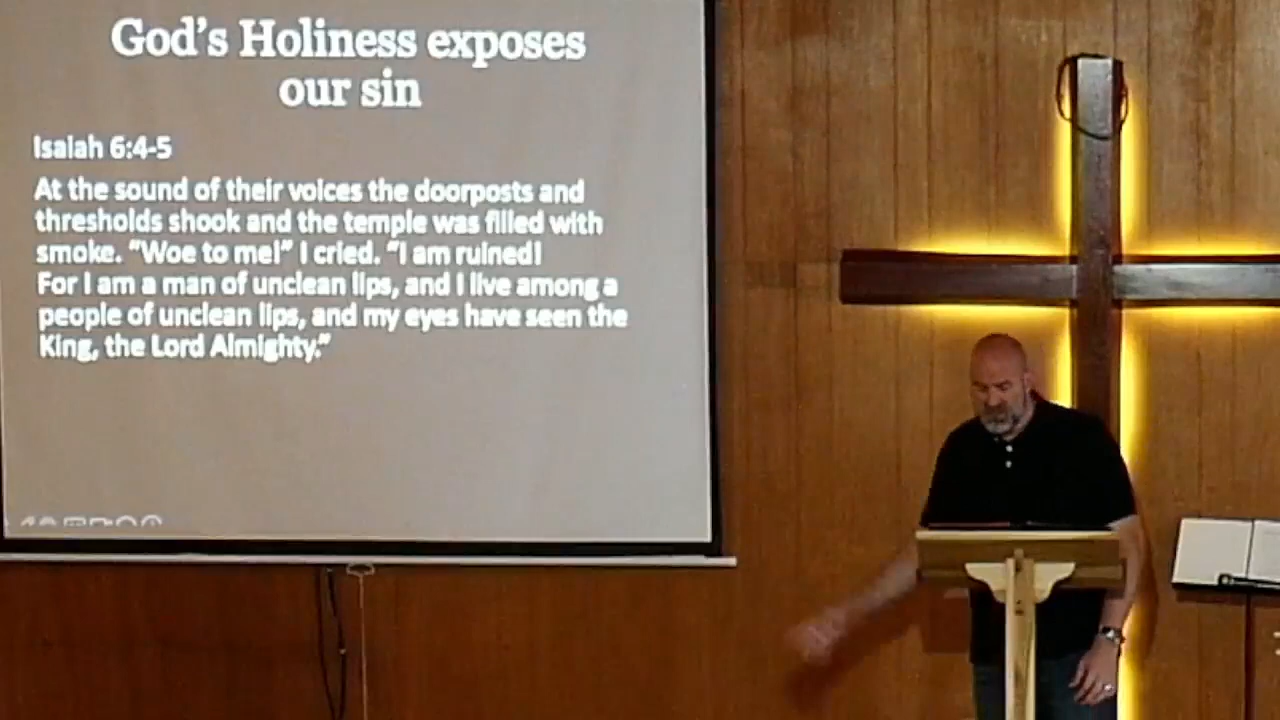 God's Holiness exposes
our sin
Isaiah 6:4-5
At the sound of their voices the doorposts and
thresholds shook and the temple was filled with
smoke. "Woe to me!" I cried. "I am ruined!
For I am a man of unclean lips, and I live among a
people of unclean lips, and my eyes have seen the
King, the Lord Almighty."